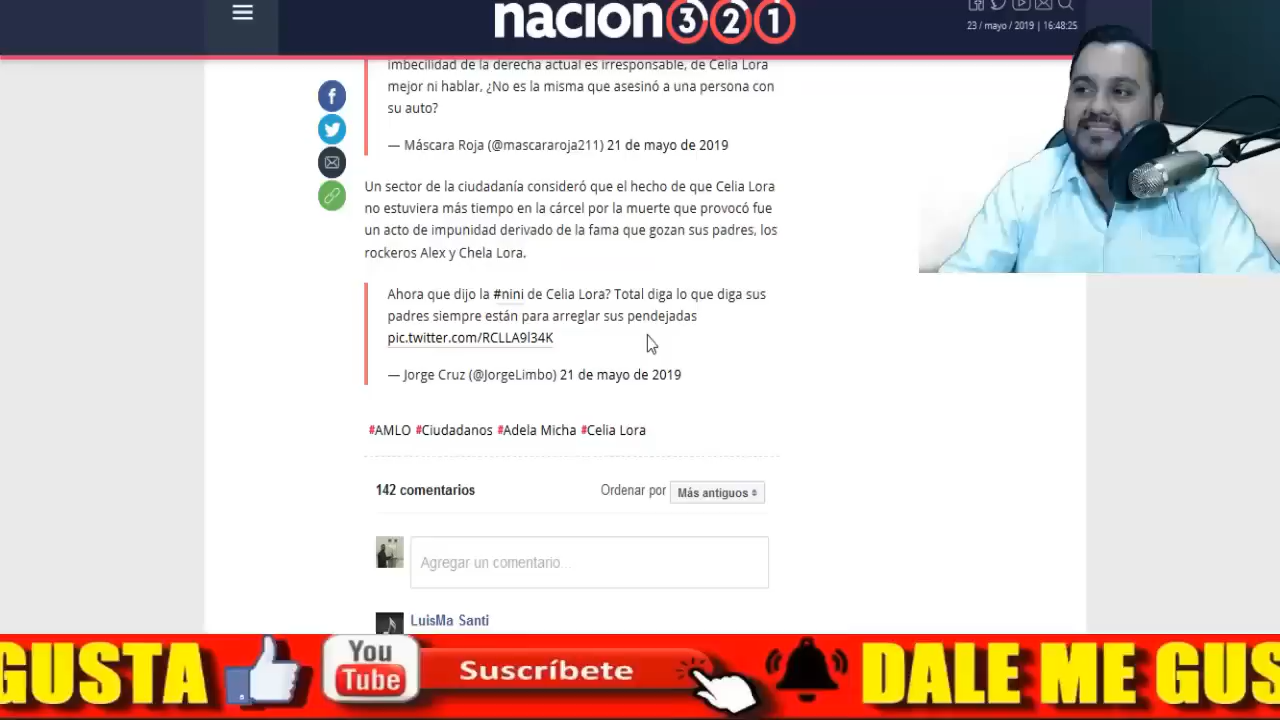 nacion321
23 / mayo / 2019 | 16:48:25
imbecilidad de la derecha actual es irresponsable, de Celia Lora
mejor ni hablar, ¿No es la misma que asesinó a una persona con
su auto?
— Máscara Roja (@mascararoja211) 21 de mayo de 2019
Un sector de la ciudadanía consideró que el hecho de que Celia Lora
no estuviera más tiempo en la cárcel por la muerte que provocó fue
un acto de impunidad derivado de la fama que gozan sus padres, los
rockeros Alex y Chela Lora.
Ahora que dijo la #nini de Celia Lora? Total diga lo que diga sus
padres siempre están para arreglar sus pendejadas
pic.twitter.com/RCLLA9l34K
— Jorge Cruz (@JorgeLimbo) 21 de mayo de 2019
#AMLO #Ciudadanos #Adela Micha #Celia Lora
142 comentarios
Ordenar por Más antiguos
Agregar un comentario...
LuisMa Santi
GUSTA
You
Tube
Suscríbete
DALE ME GUS